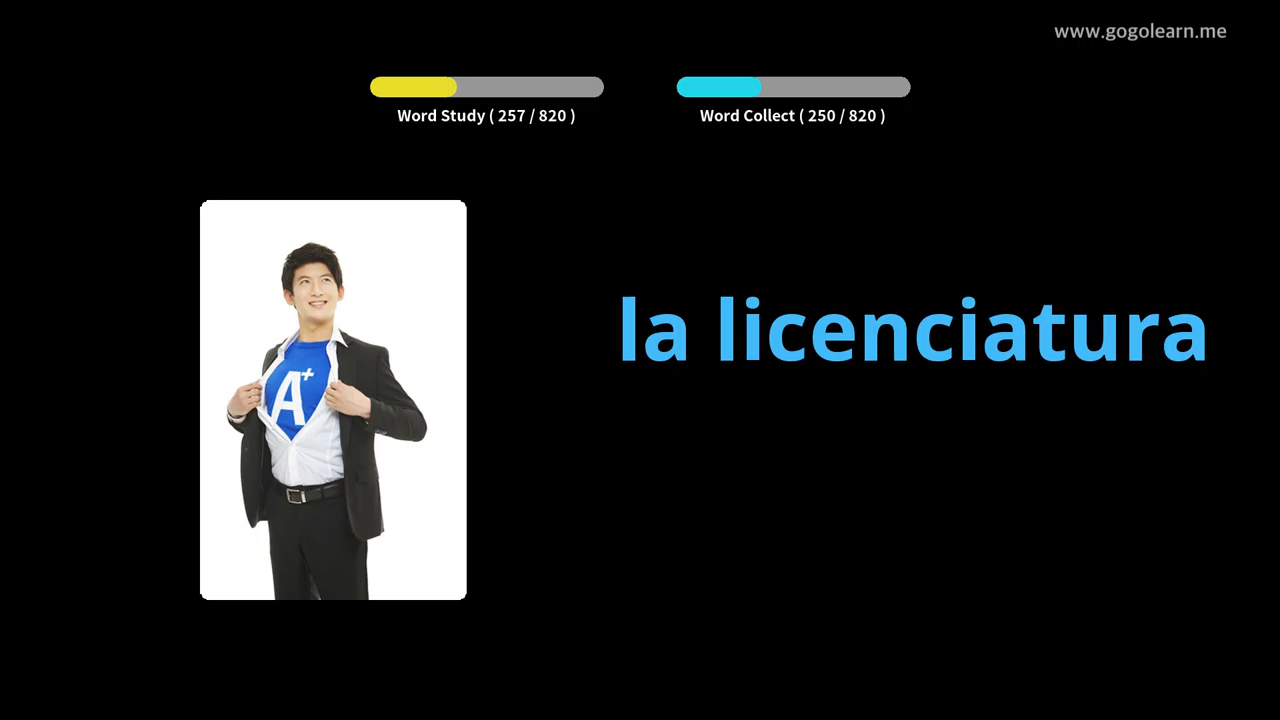 www.gogolearn.me
Word Study ( 257 / 820 )
Word Collect ( 250 / 820 )
la licenciatura
A+